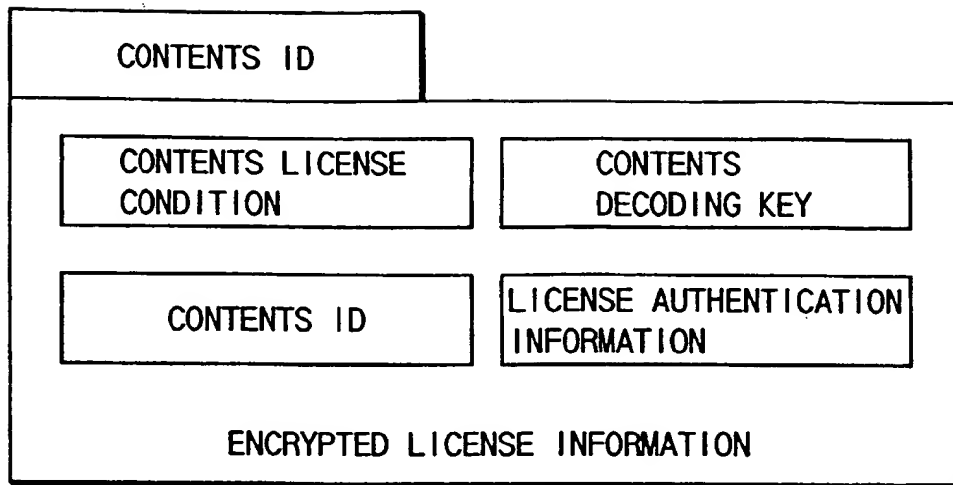 CONTENTS ID
CONTENTS LICENSE
CONDITION
CONTENTS
DECODING KEY
CONTENTS ID
LICENSE AUTHENTICATION
INFORMATION
ENCRYPTED LICENSE INFORMATION